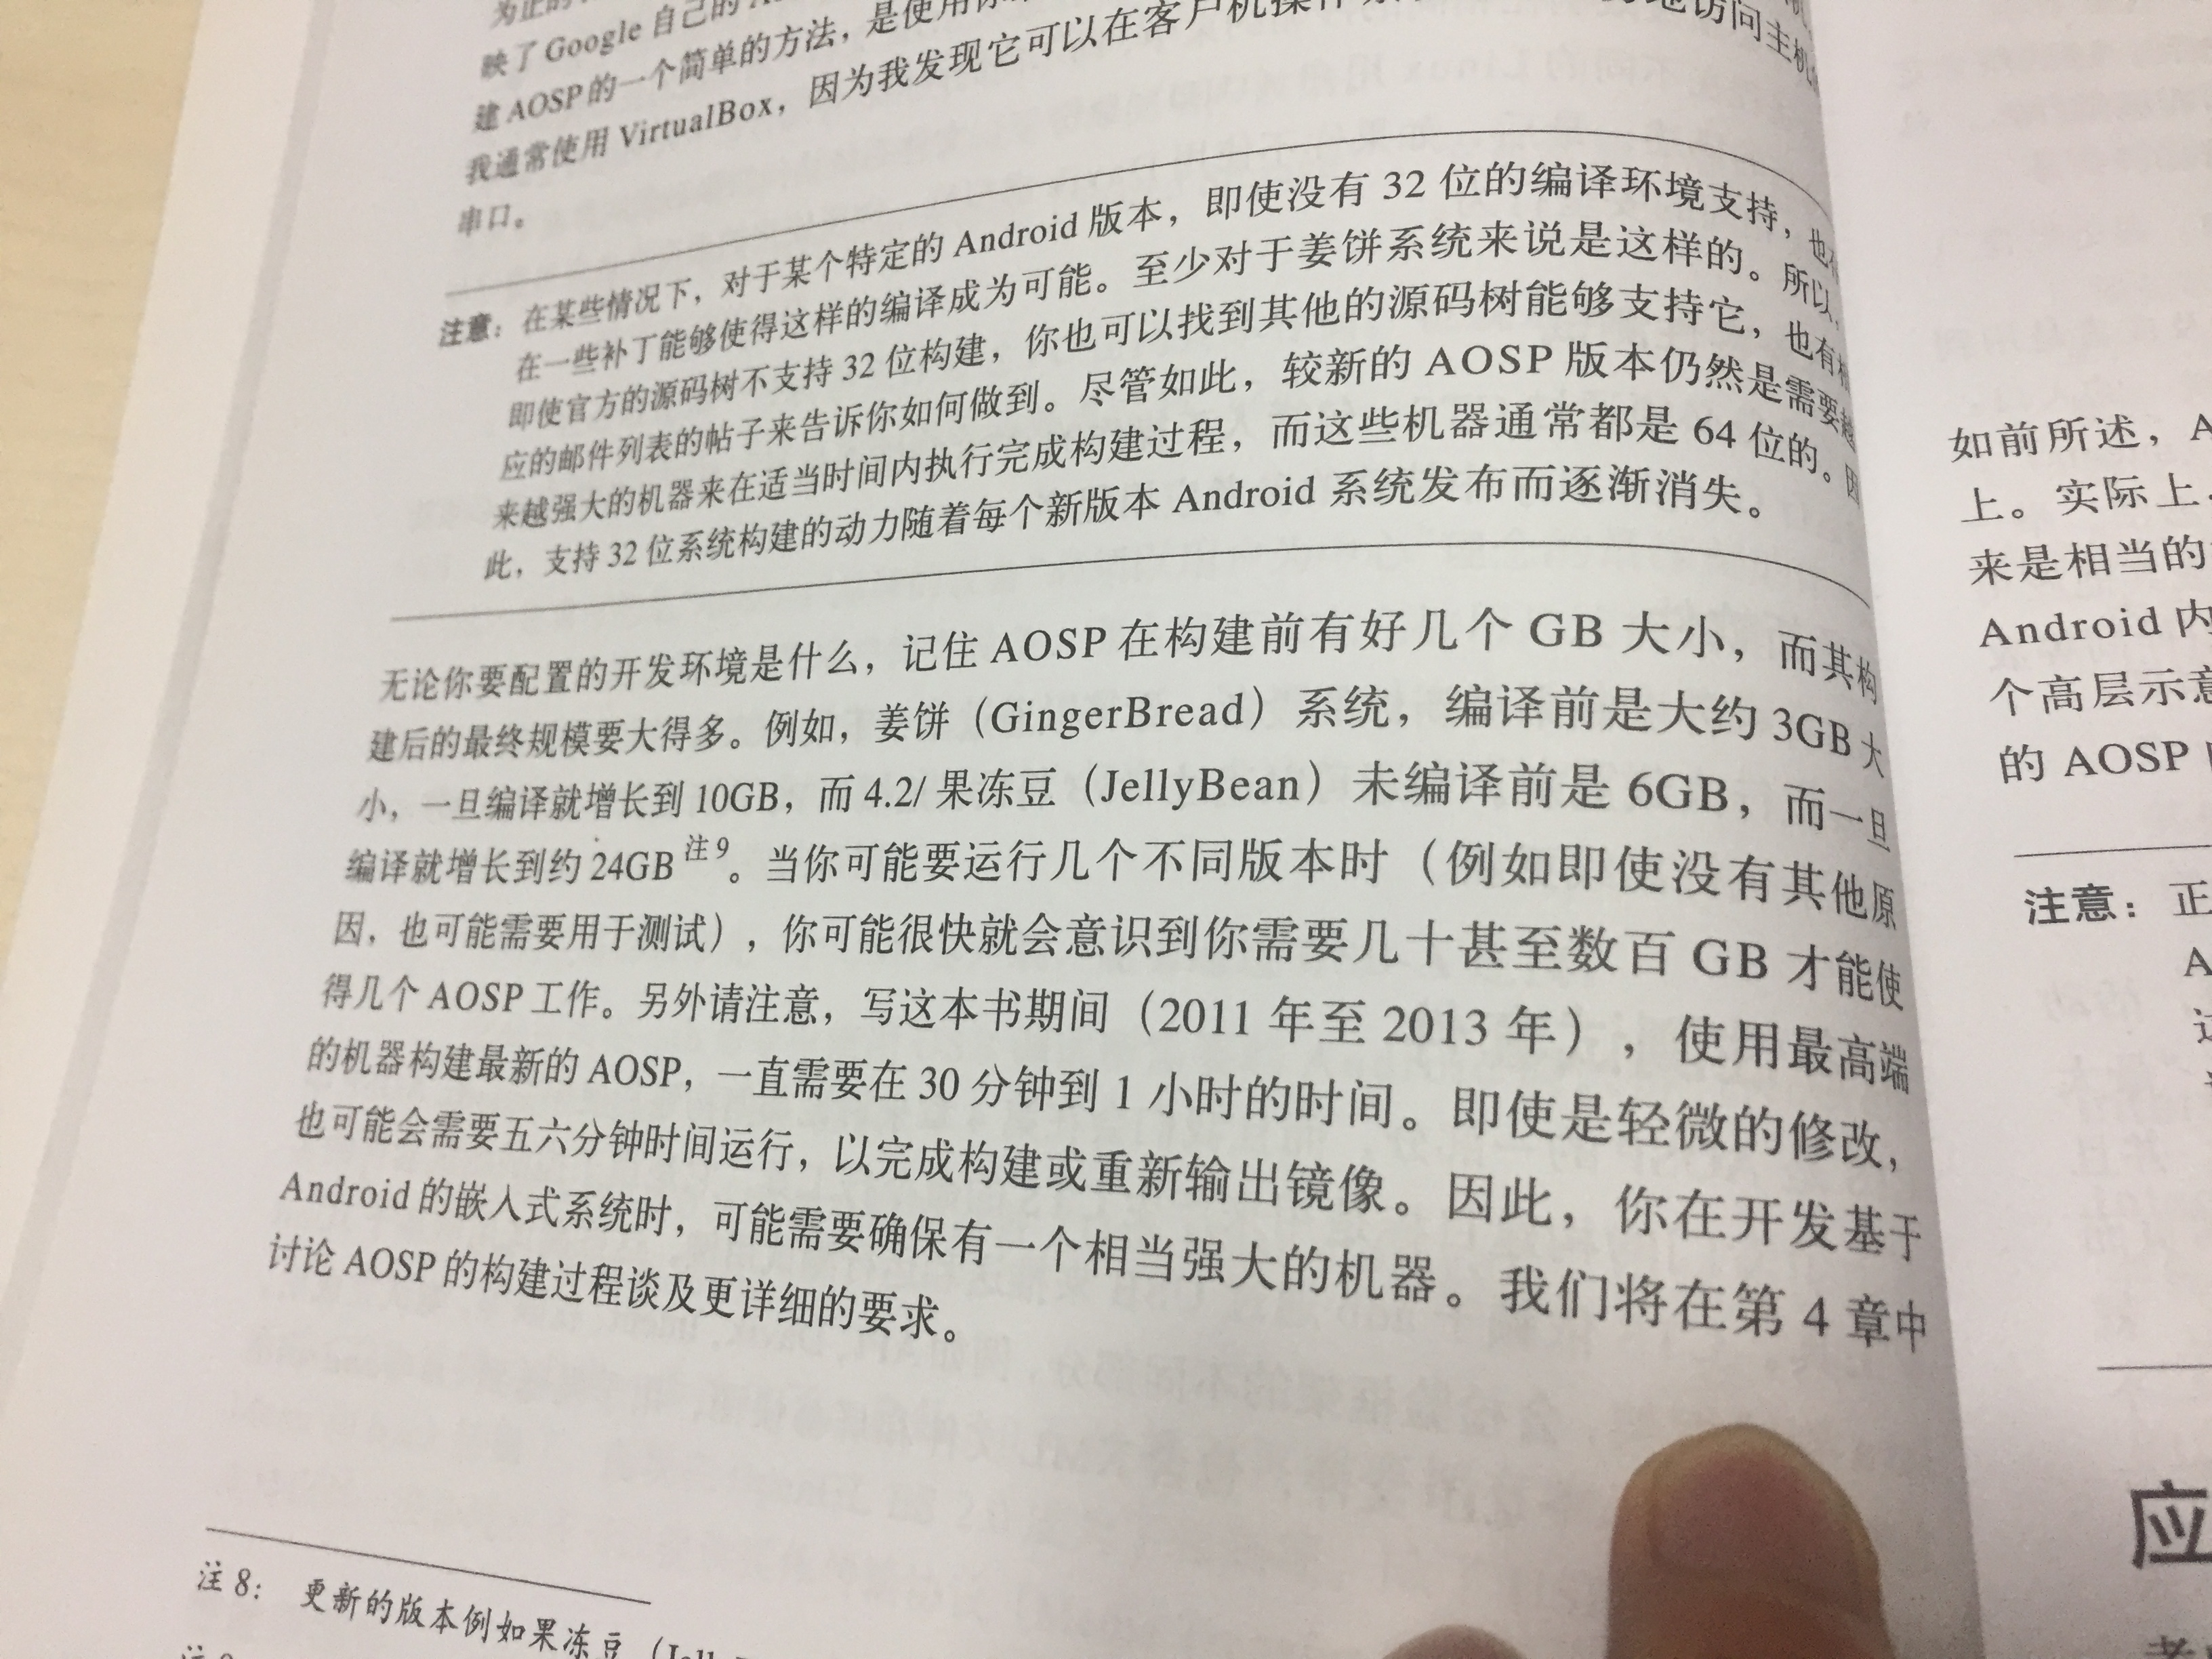 映了 Google 自己的
建 AOSP 的一个简单的方法，是使用
我通常使用 VirtualBox，因为我发现它可以在客户机操作 地访问主机
串口。
注意：在某些情况下，对于某个特定的 Android 版本，即使没有 32 位的编译环境支持，也
在一些补丁能够使得这样的编译成为可能。至少对于姜饼系统来说是这样的。所以，
即使官方的源码树不支持 32 位构建，你也可以找到其他的源码树能够支持它，也有相
应的邮件列表的帖子来告诉你如何做到。尽管如此，较新的 AOSP 版本仍然是需要越
来越强大的机器来在适当时间内执行完成构建过程，而这些机器通常都是 64 位的。因
此，支持 32 位系统构建的动力随着每个新版本 Android 系统发布而逐渐消失。
无论你要配置的开发环境是什么，记住 AOSP 在构建前有好几个 GB 大小，而其构
建后的最终规模要大得多。例如，姜饼（GingerBread）系统，编译前是大约 3GB 大
小，一旦编译就增长到 10GB，而 4.2/ 果冻豆（JellyBean）未编译前是 6GB，而一旦
编译就增长到约 24GB 注 9。当你可能要运行几个不同版本时（例如即使没有其他原
因，也可能需要用于测试），你可能很快就会意识到你需要几十甚至数百 GB 才能使
得几个 AOSP 工作。另外请注意，写这本书期间（2011 年至 2013 年），使用最高端
的机器构建最新的 AOSP，一直需要在 30 分钟到 1 小时的时间。即使是轻微的修改，
也可能会需要五六分钟时间运行，以完成构建或重新输出镜像。因此，你在开发基于
Android 的嵌入式系统时，可能需要确保有一个相当强大的机器。我们将在第 4 章中
讨论 AOSP 的构建过程谈及更详细的要求。
注 8： 更新的版本例如果冻豆
如前所述，A
上。实际上，
来是相当的
Android 内
个高层示意
的 AOSP
注意： 正
A
应